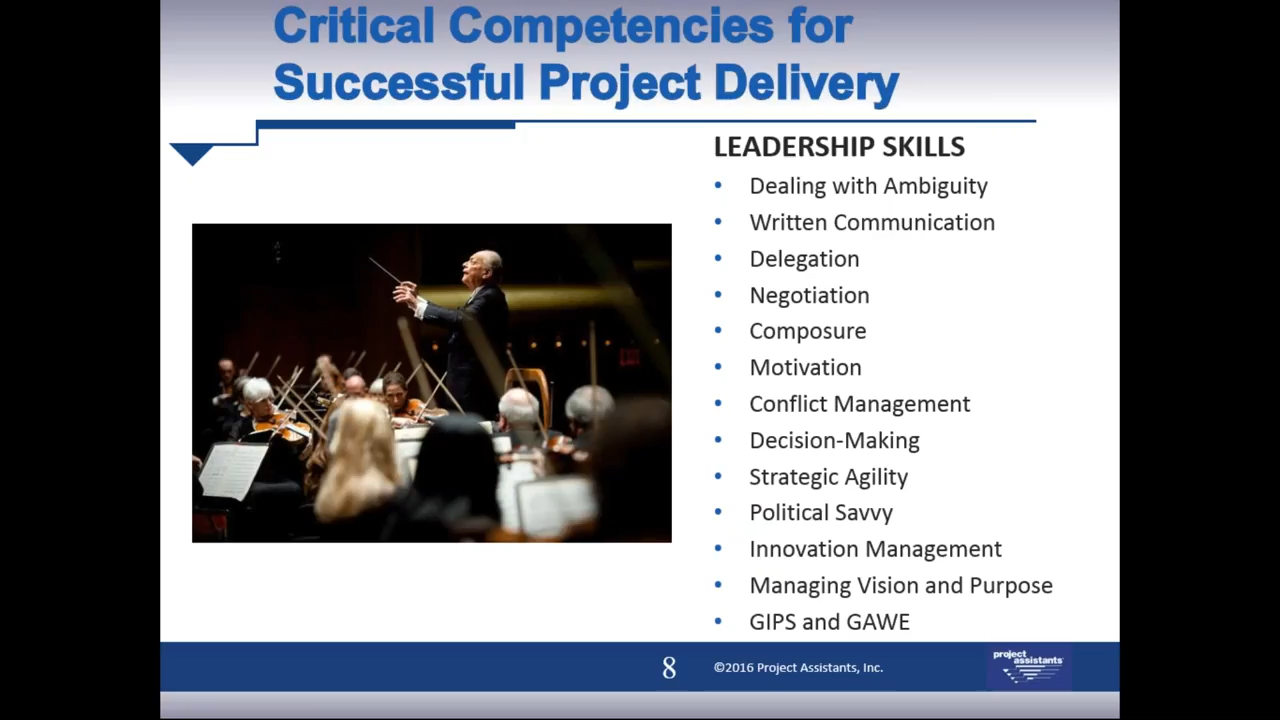 Critical Competencies for
Successful Project Delivery
LEADERSHIP SKILLS
• Dealing with Ambiguity
• Written Communication
• Delegation
• Negotiation
• Composure
• Motivation
• Conflict Management
• Decision-Making
• Strategic Agility
• Political Savvy
• Innovation Management
• Managing Vision and Purpose
• GIPS and GAWE
8
©2016 Project Assistants, Inc.
project
assistants